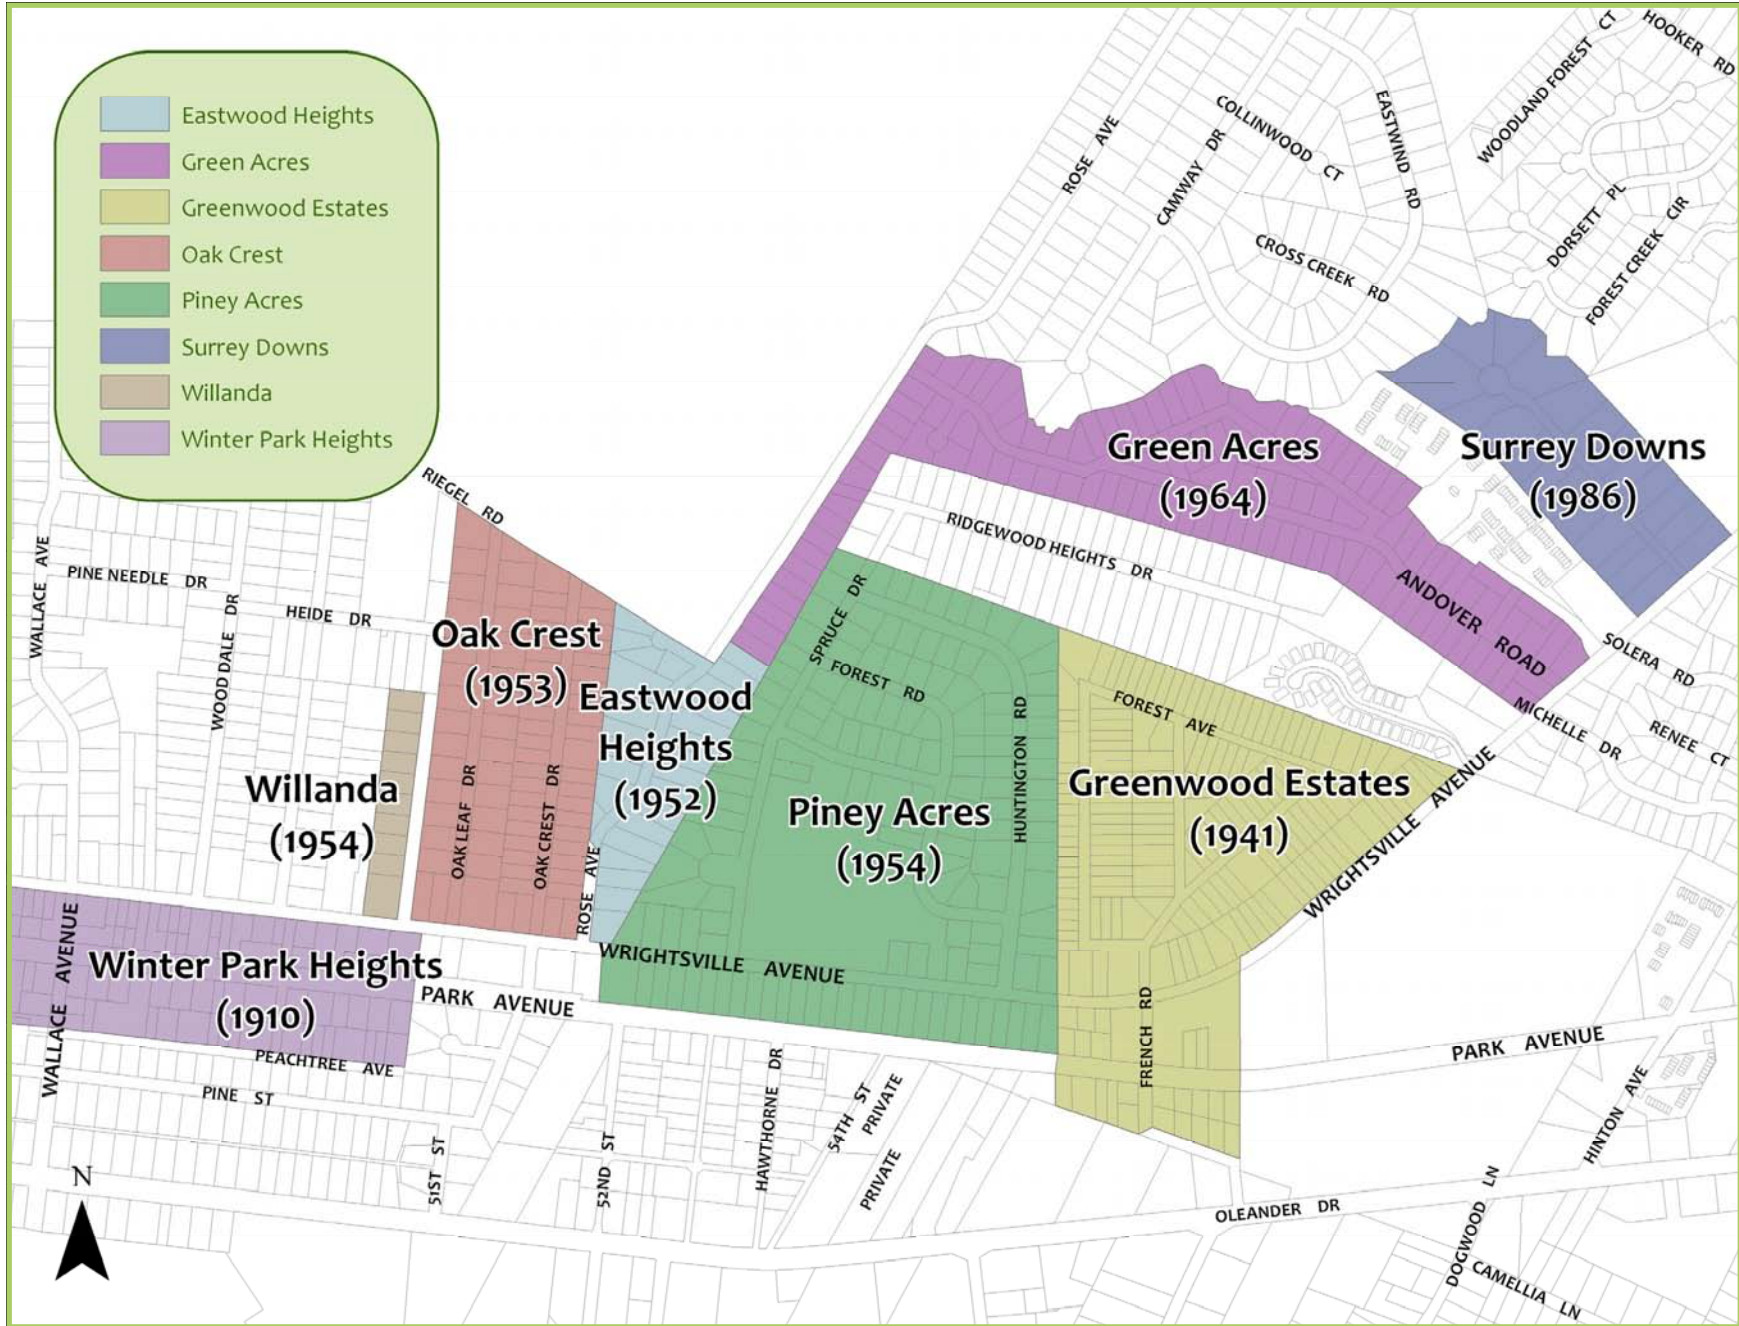 Eastwood Heights
Green Acres
Greenwood Estates
Oak Crest
Piney Acres
Surrey Downs
Willanda
Winter Park Heights
HOOKER RD
WOODLAND FOREST CT
EASTWIND RD
COLLINWOOD CT
ROSE AVE
CAMWAY DR
DORSETT PL
FOREST CREEK CIR
CROSS CREEK RD
Green Acres
(1964)
Surrey Downs
(1986)
RIEGEL RD
RIDGEWOOD HEIGHTS DR
WALLACE AVE
PINE NEEDLE DR
WOOD DALE DR
HEIDE DR
ANDOVER ROAD
SPRUCE DR
Oak Crest
(1953)
SOLERA RD
FOREST RD
Eastwood
Heights
(1952)
HUNTINGTON RD
FOREST AVE
MICHELLE DR
RENEE CT
Willanda
(1954)
OAK LEAF DR
OAK CREST DR
ROSE AVE
Piney Acres
(1954)
Greenwood Estates
(1941)
WRIGHTSVILLE AVENUE
WALLACE AVENUE
Winter Park Heights
(1910)
WRIGHTSVILLE AVENUE
PARK AVENUE
FRENCH RD
PARK AVENUE
PEACHTREE AVE
PINE ST
HAWTHORNE DR
54TH ST
PRIVATE
PRIVATE
HINTON AVE
51ST ST
52ND ST
N
OLEANDER DR
DOGWOOD LN
CAMELLIA LN